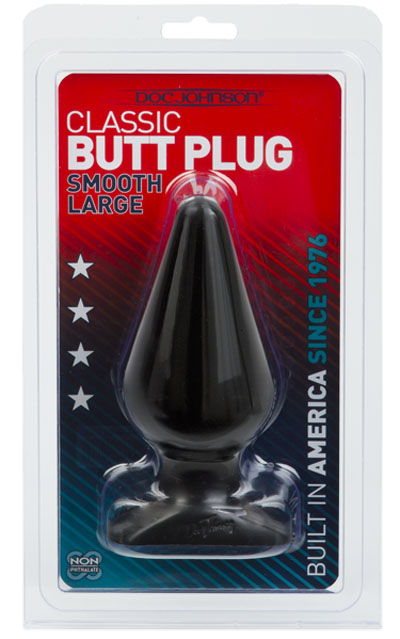 DOC JOHNSON®
CLASSIC
BUTT PLUG
SMOOTH
LARGE
BUILT IN AMERICA SINCE 1976
NON
PHTHALATE